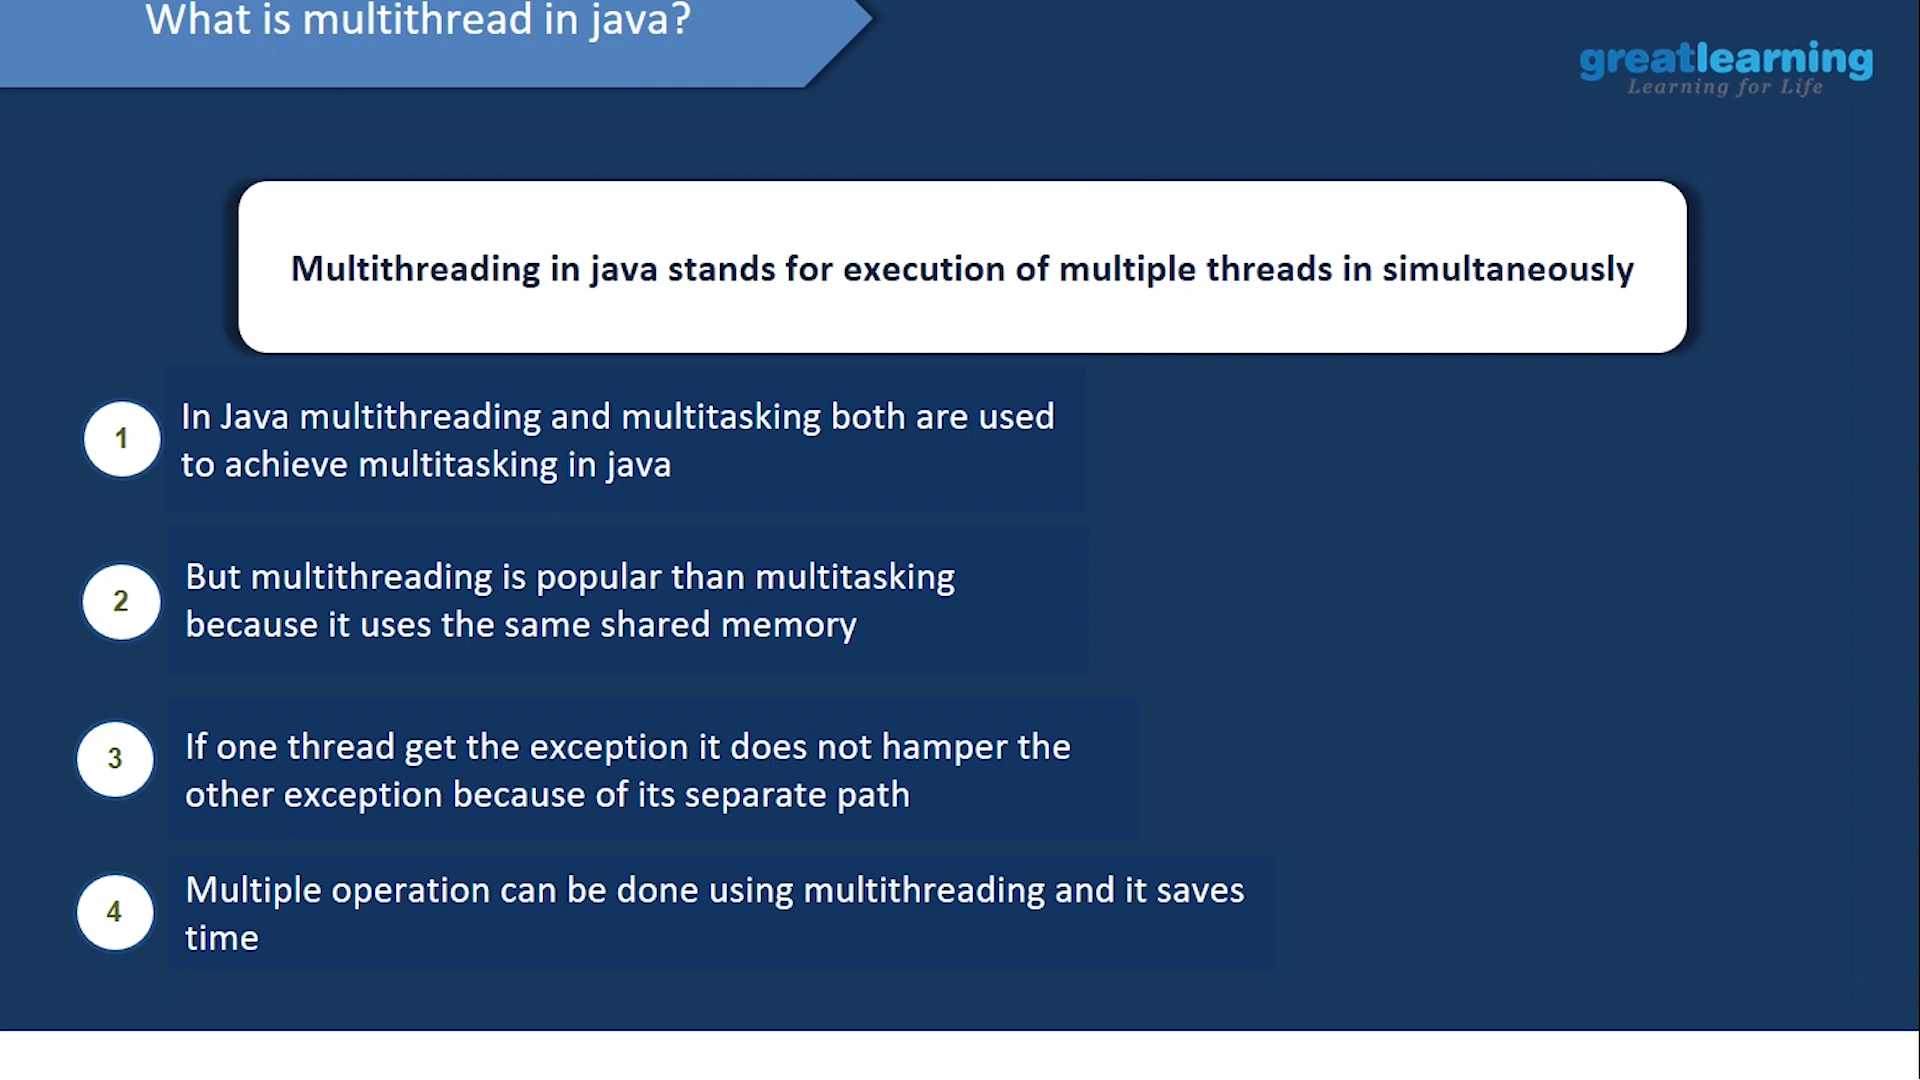 What is multithread in java?
greatlearning
Learning for Life
Multithreading in java stands for execution of multiple threads in simultaneously
1
In Java multithreading and multitasking both are used
to achieve multitasking in java
2
But multithreading is popular than multitasking
because it uses the same shared memory
3
If one thread get the exception it does not hamper the
other exception because of its separate path
4
Multiple operation can be done using multithreading and it saves
time